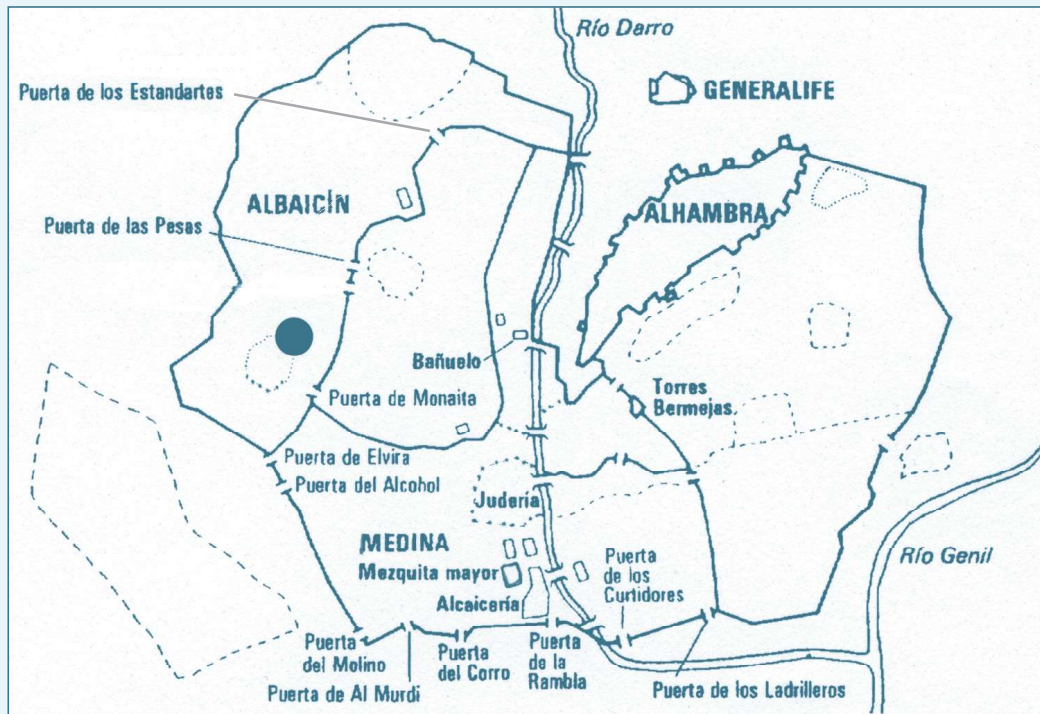 Río Darro
GENERALIFE
Puerta de los Estandartes
ALBAICÍN
ALHAMBRA
Puerta de las Pesas
Bañuelo
Torres
Bermejas
Puerta de Monaita
Puerta de Elvira
Puerta del Alcohol
Judería
MEDINA
Mezquita mayor
Alcaicería
Puerta
de los
Curtidores
Río Genil
Puerta
del Molino
Puerta de Al Murdi
Puerta
del Corro
Puerta
de la
Rambla
Puerta de los Ladrilleros